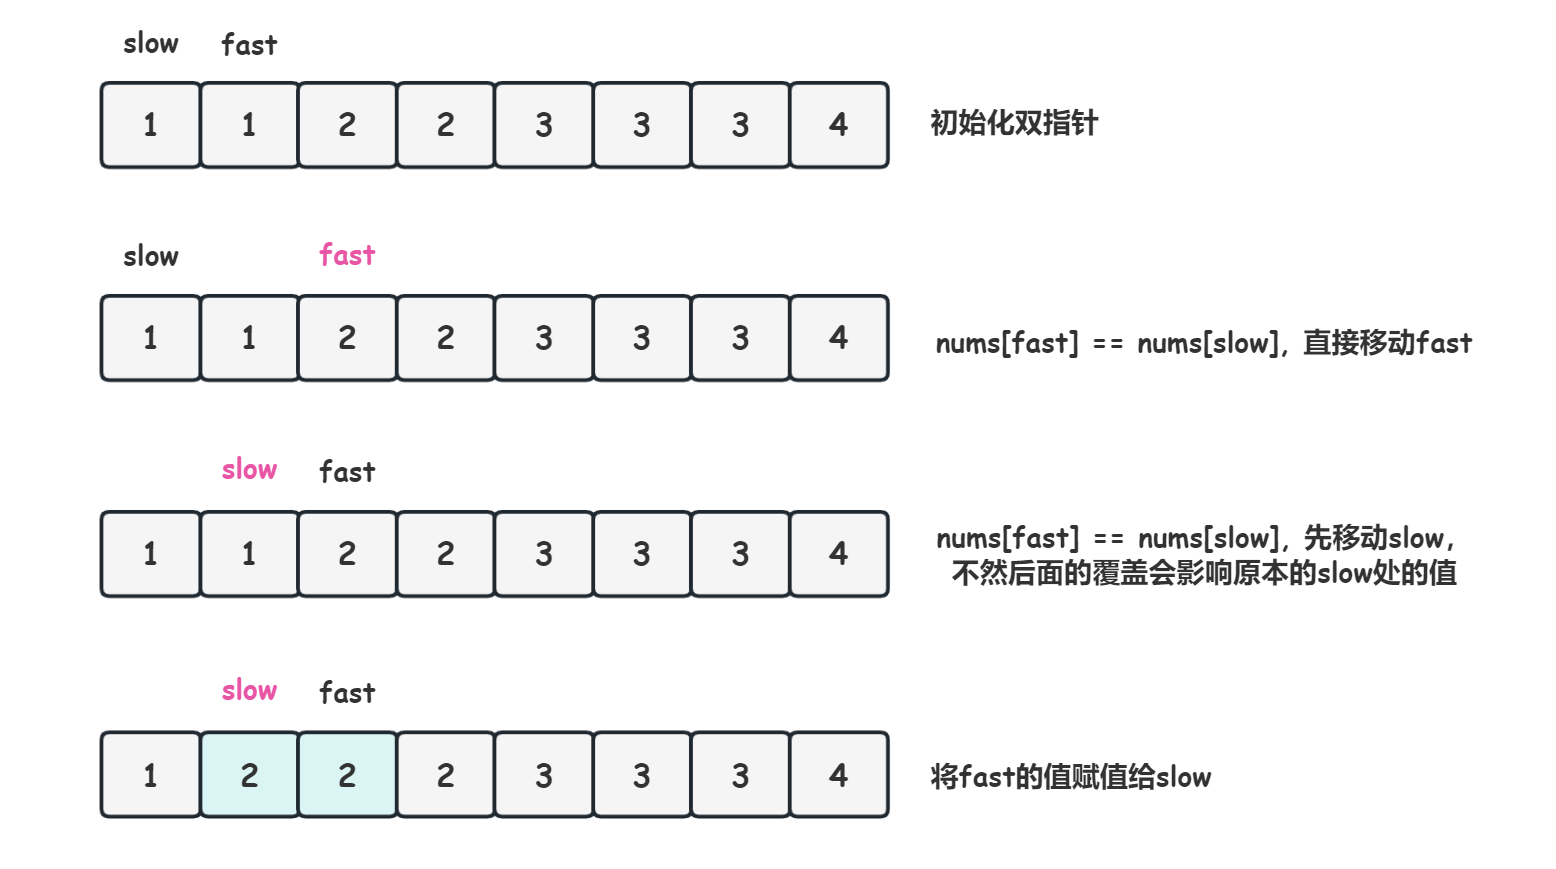 slow fast
1 1 2 2 3 3 3 4 初始化双指针
slow fast
1 1 2 2 3 3 3 4 nums[fast] == nums[slow], 直接移动fast
slow fast
1 1 2 2 3 3 3 4
nums[fast] == nums[slow], 先移动slow,
不然后面的覆盖会影响原本的slow处的值
slow fast
1 2 2 2 3 3 3 4 将fast的值赋值给slow